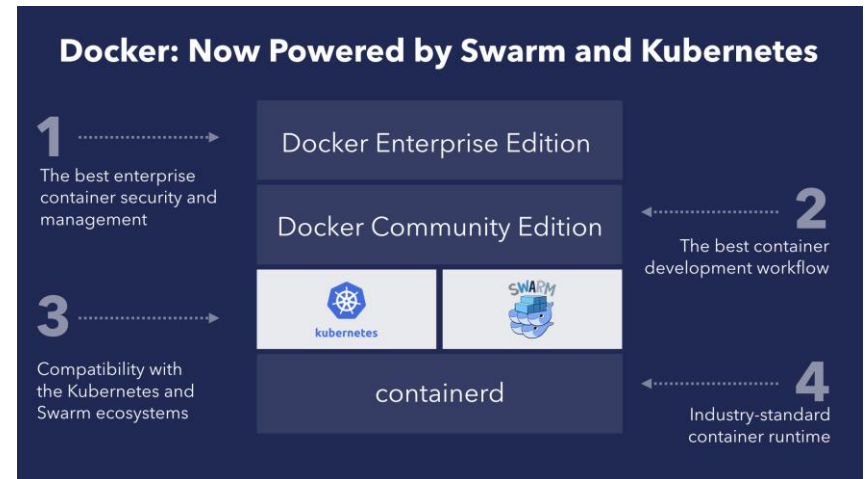 Docker: Now Powered by Swarm and Kubernetes
1
The best enterprise
container security and
management
Docker Enterprise Edition
Docker Community Edition
2
The best container
development workflow
3
Compatibility with
the Kubernetes and
Swarm ecosystems
kubernetes
SWARM
containerd
4
Industry-standard
container runtime